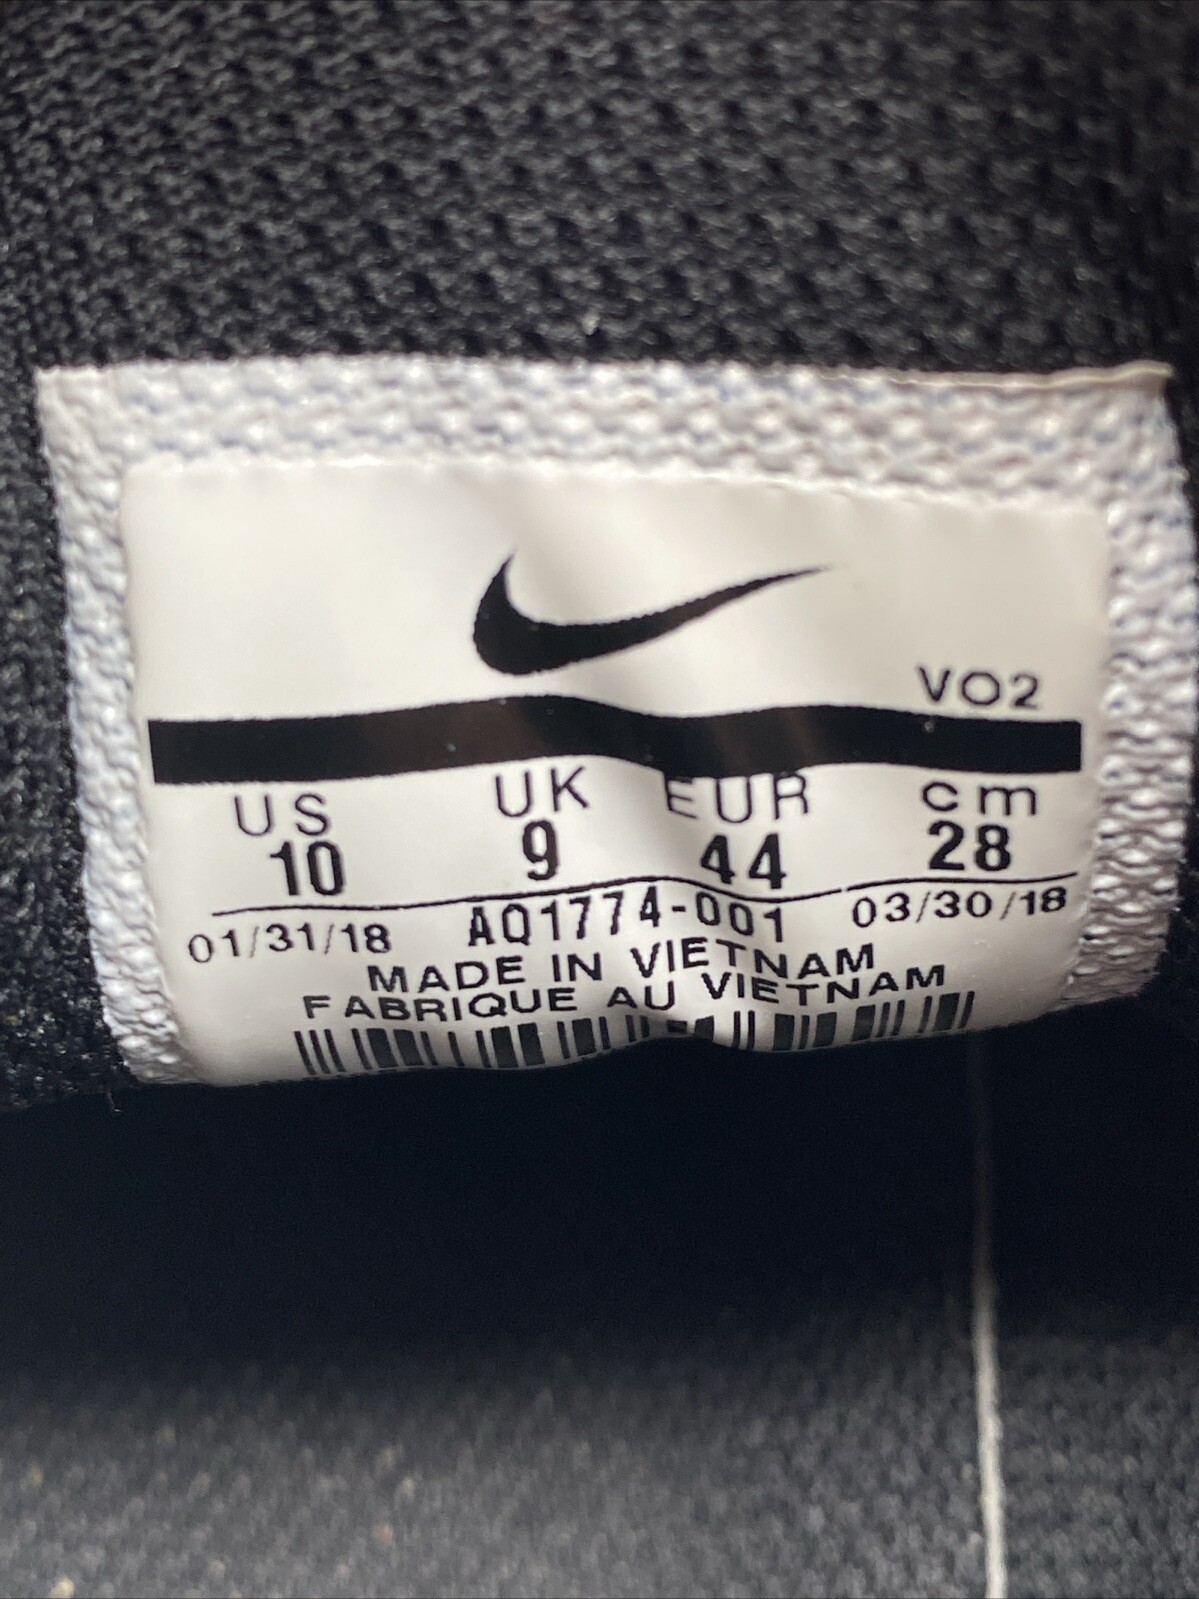 VO2
US UK EUR cm
10 9 44 28
01/31/18 AQ1774-001 03/30/18
MADE IN VIETNAM
FABRIQUE AU VIETNAM